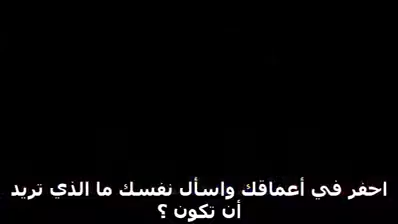 احفر في أعماقك واسأل نفسك ما الذي تريد
أن تكون ؟